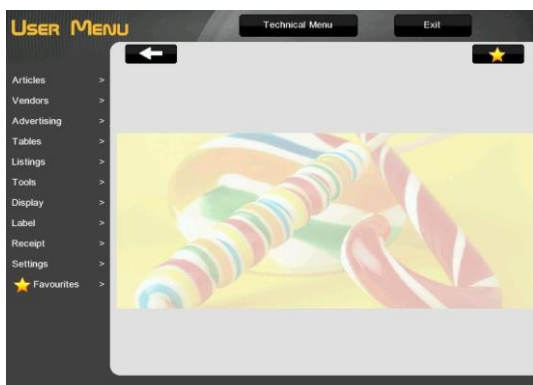 USER MENU
Technical Menu
Exit
Articles >
Vendors >
Advertising >
Tables >
Listings >
Tools >
Display >
Label >
Receipt >
Settings >
Favourites >